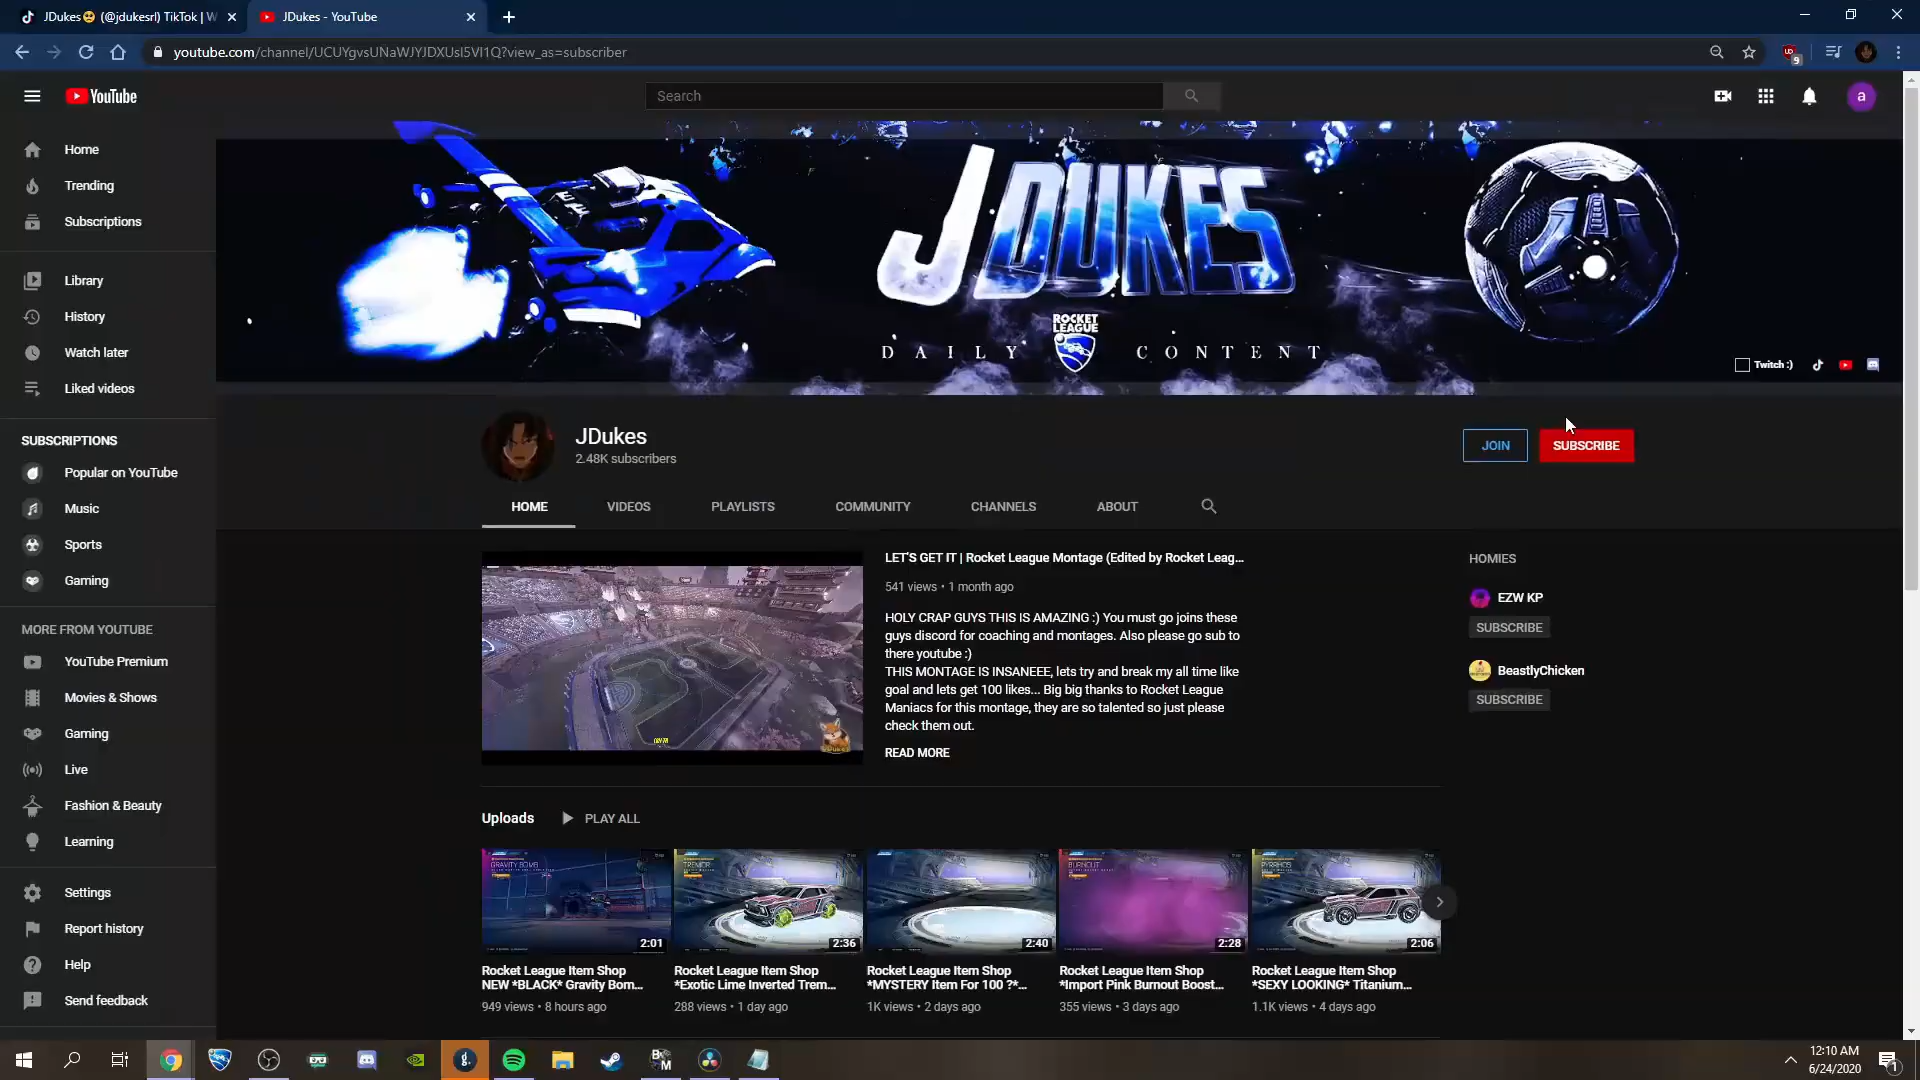 JDukes😳 (@jdukesrl) TikTok | W
JDukes - YouTube
youtube.com/channel/UCUYgvsUNaWJYJDXUsl5VI1Q?view_as=subscriber
9
YouTube
Search
a
Home
Trending
Subscriptions
Library
History
Watch later
Liked videos
SUBSCRIPTIONS
Popular on YouTube
Music
Sports
Gaming
MORE FROM YOUTUBE
YouTube Premium
Movies & Shows
Gaming
Live
Fashion & Beauty
Learning
Settings
Report history
Help
Send feedback
JDUKES
ROCKET
LEAGUE
DAILY CONTENT
Twitch :)
JDukes
2.48K subscribers
JOIN
SUBSCRIBE
HOME
VIDEOS
PLAYLISTS
COMMUNITY
CHANNELS
ABOUT
LET'S GET IT | Rocket League Montage (Edited by Rocket Leag...
541 views • 1 month ago
HOLY CRAP GUYS THIS IS AMAZING :) You must go joins these
guys discord for coaching and montages. Also please go sub to
there youtube :)
THIS MONTAGE IS INSANEEE, lets try and break my all time like
goal and lets get 100 likes... Big big thanks to Rocket League
Maniacs for this montage, they are so talented so just please
check them out.
READ MORE
HOMIES
EZW KP
SUBSCRIBE
BeastlyChicken
SUBSCRIBE
Uploads
PLAY ALL
GRAVITY BOMB
2:01
Rocket League Item Shop
NEW *BLACK* Gravity Bom...
949 views • 8 hours ago
TREMOR
2:36
Rocket League Item Shop
*Exotic Lime Inverted Trem...
288 views • 1 day ago
2:40
Rocket League Item Shop
*MYSTERY Item For 100 ?*...
1K views • 2 days ago
BURNOUT
2:28
Rocket League Item Shop
*Import Pink Burnout Boost...
355 views • 3 days ago
PYRRHOS
2:06
Rocket League Item Shop
*SEXY LOOKING* Titanium...
1.1K views • 4 days ago
12:10 AM
6/24/2020
1